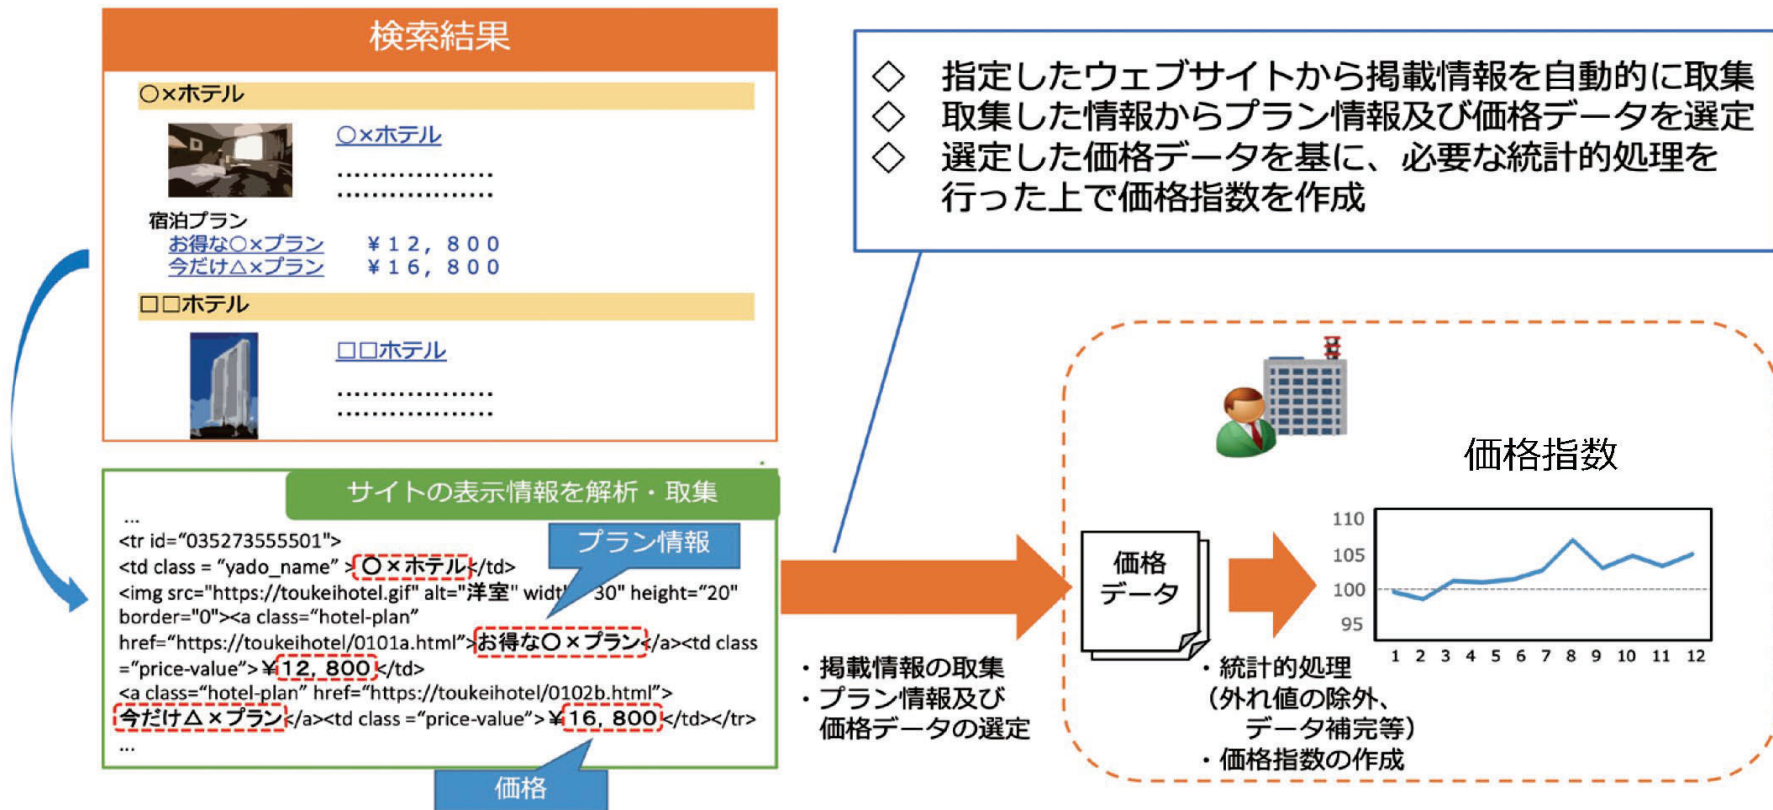 検索結果
○×ホテル
○×ホテル
..................
..................
宿泊プラン
お得な○×プラン ¥12,800
今だけ△×プラン ¥16,800
□□ホテル
□□ホテル
..................
..................
サイトの表示情報を解析・取集
...
<tr id="035273555501">
<td class = "yado_name" >○×ホテル</td>
<img src="https://toukeihotel.gif" alt="洋室" widt 30" height="20"
border="0"><a class="hotel-plan"
href="https://toukeihotel/0101a.html">お得な○×プラン</a><td class
="price-value">¥12,800</td>
<a class="hotel-plan" href="https://toukeihotel/0102b.html">
今だけ△×プラン</a><td class ="price-value">¥16,800</td></tr>
...
プラン情報
価格
◇ 指定したウェブサイトから掲載情報を自動的に取集
◇ 取集した情報からプラン情報及び価格データを選定
◇ 選定した価格データを基に、必要な統計的処理を
行った上で価格指数を作成
・掲載情報の取集
・プラン情報及び
価格データの選定
価格
データ
・統計的処理
(外れ値の除外、
データ補完等)
・価格指数の作成
価格指数
110
105
100
95
1 2 3 4 5 6 7 8 9 10 11 12